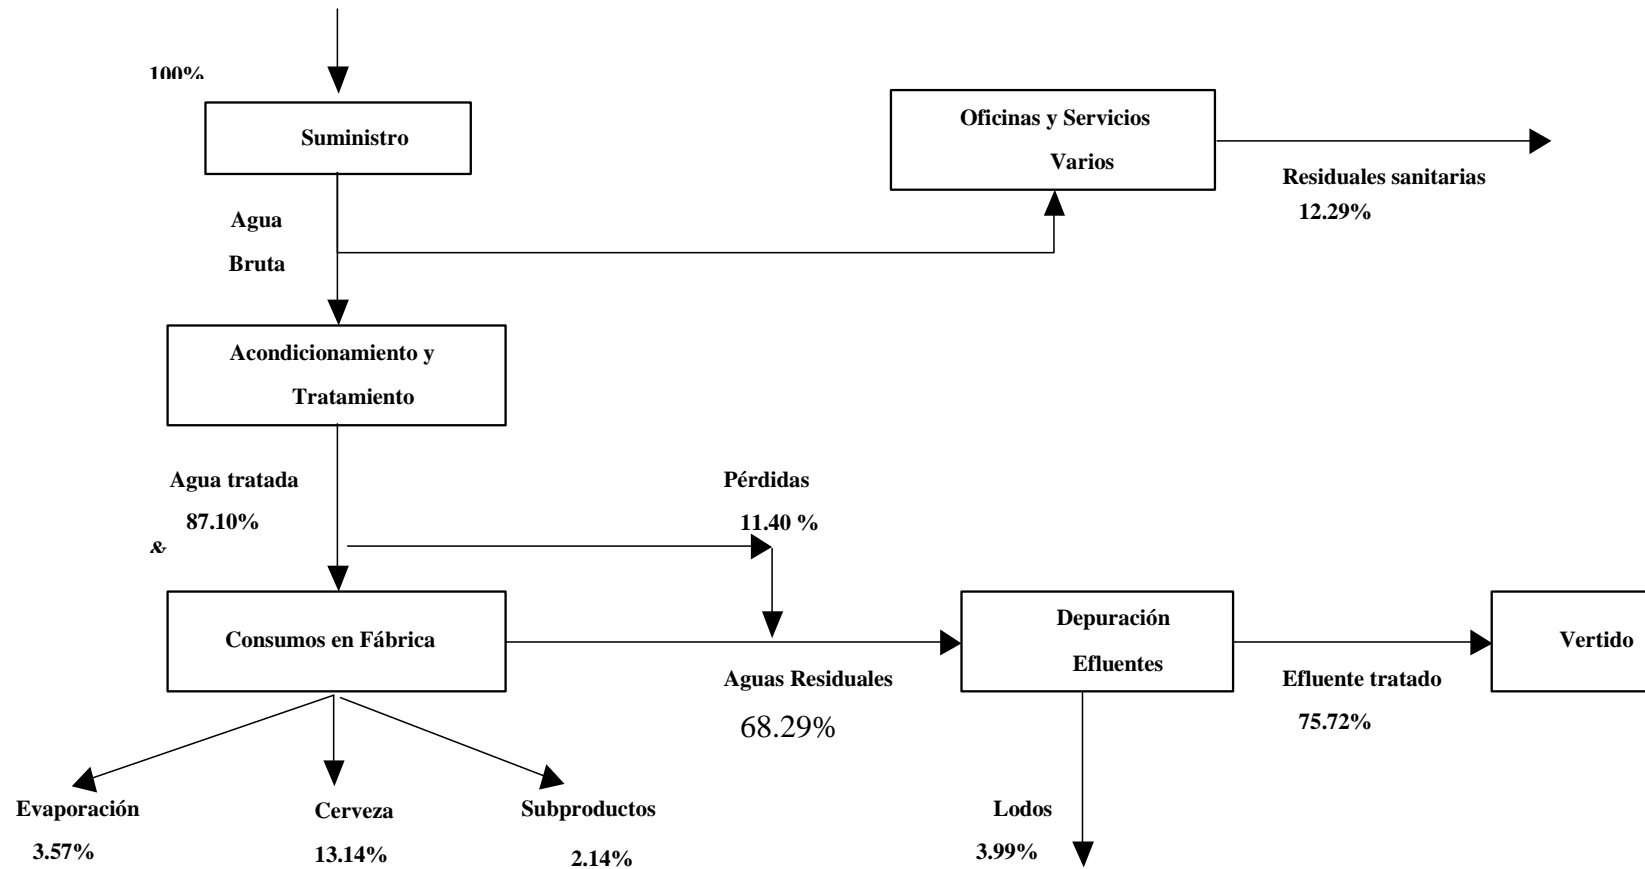 100%
Suministro
Oficinas y Servicios
Varios
Residuales sanitarias
12.29%
Agua
Bruta
Acondicionamiento y
Tratamiento
Agua tratada
87.10%
&
Pérdidas
11.40 %
Consumos en Fábrica
Aguas Residuales
68.29%
Depuración
Efluentes
Efluente tratado
75.72%
Vertido
Evaporación
3.57%
Cerveza
13.14%
Subproductos
2.14%
Lodos
3.99%